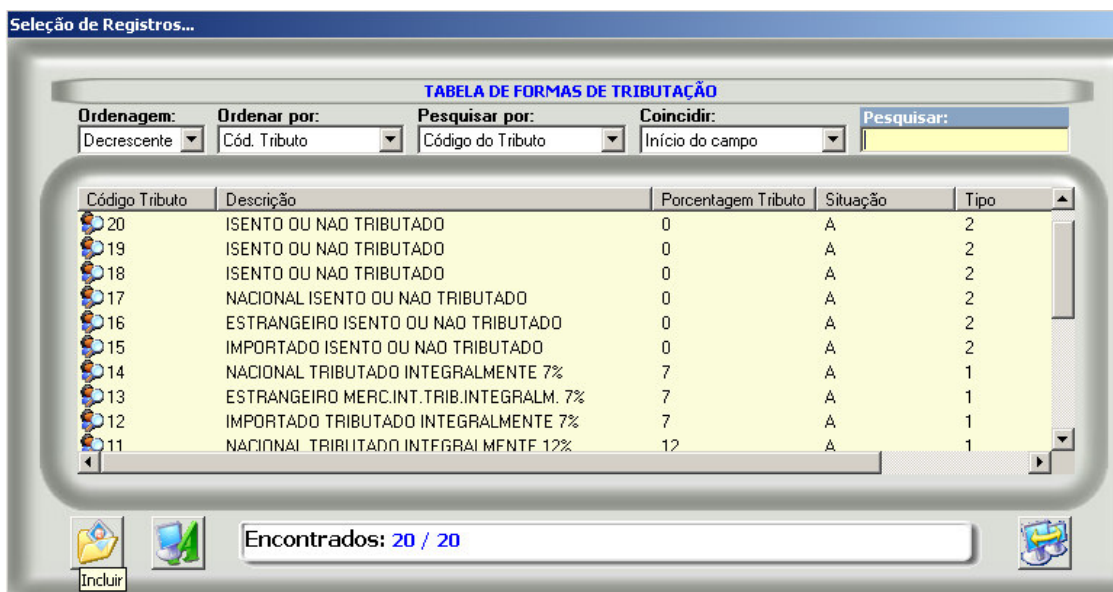 Seleção de Registros...
TABELA DE FORMAS DE TRIBUTAÇÃO
Ordenagem: Ordenar por: Pesquisar por: Coincidir: Pesquisar:
Decrescente Cód. Tributo Código do Tributo Início do campo
Código Tributo Descrição Porcentagem Tributo Situação Tipo
20 ISENTO OU NAO TRIBUTADO 0 A 2
19 ISENTO OU NAO TRIBUTADO 0 A 2
18 ISENTO OU NAO TRIBUTADO 0 A 2
17 NACIONAL ISENTO OU NAO TRIBUTADO 0 A 2
16 ESTRANGEIRO ISENTO OU NAO TRIBUTADO 0 A 2
15 IMPORTADO ISENTO OU NAO TRIBUTADO 0 A 2
14 NACIONAL TRIBUTADO INTEGRALMENTE 7% 7 A 1
13 ESTRANGEIRO MERC.INT.TRIB.INTEGRALM. 7% 7 A 1
12 IMPORTADO TRIBUTADO INTEGRALMENTE 7% 7 A 1
11 NACIONAL TRIBUTADO INTEGRALMENTE 12% 12 A 1
Encontrados: 20 / 20
Incluir